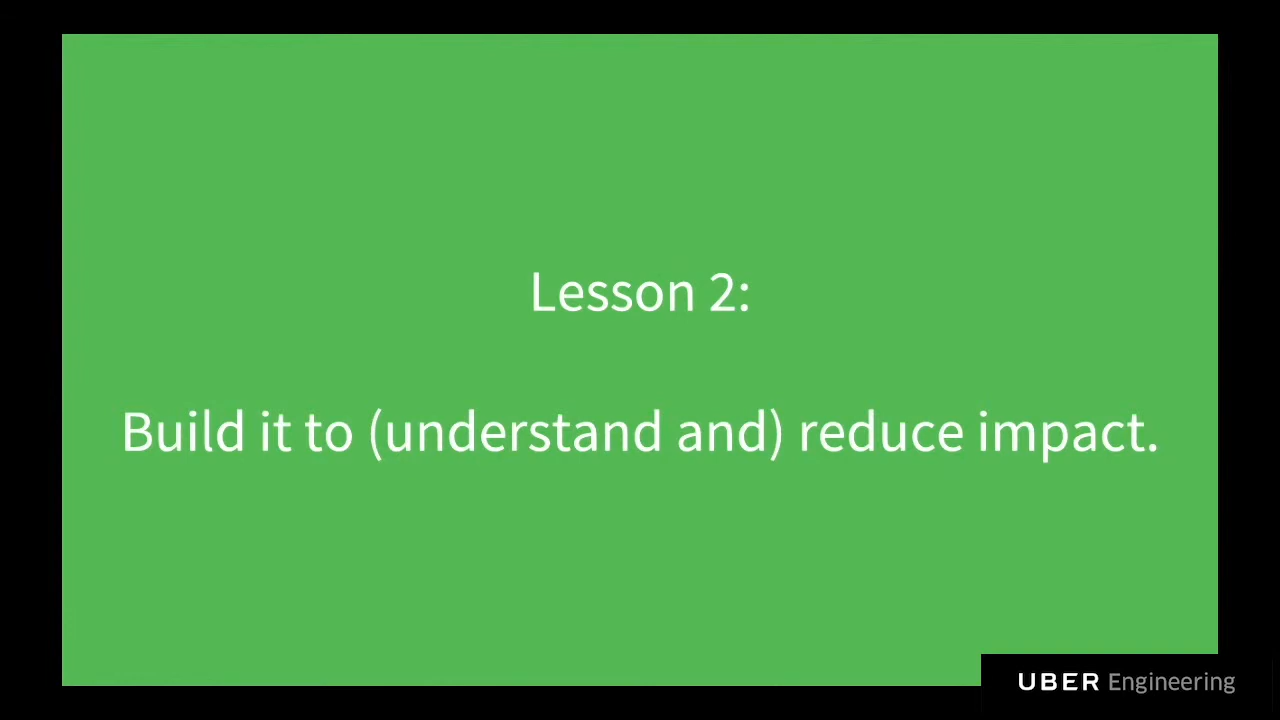 Lesson 2:
Build it to (understand and) reduce impact.
UBER Engineering